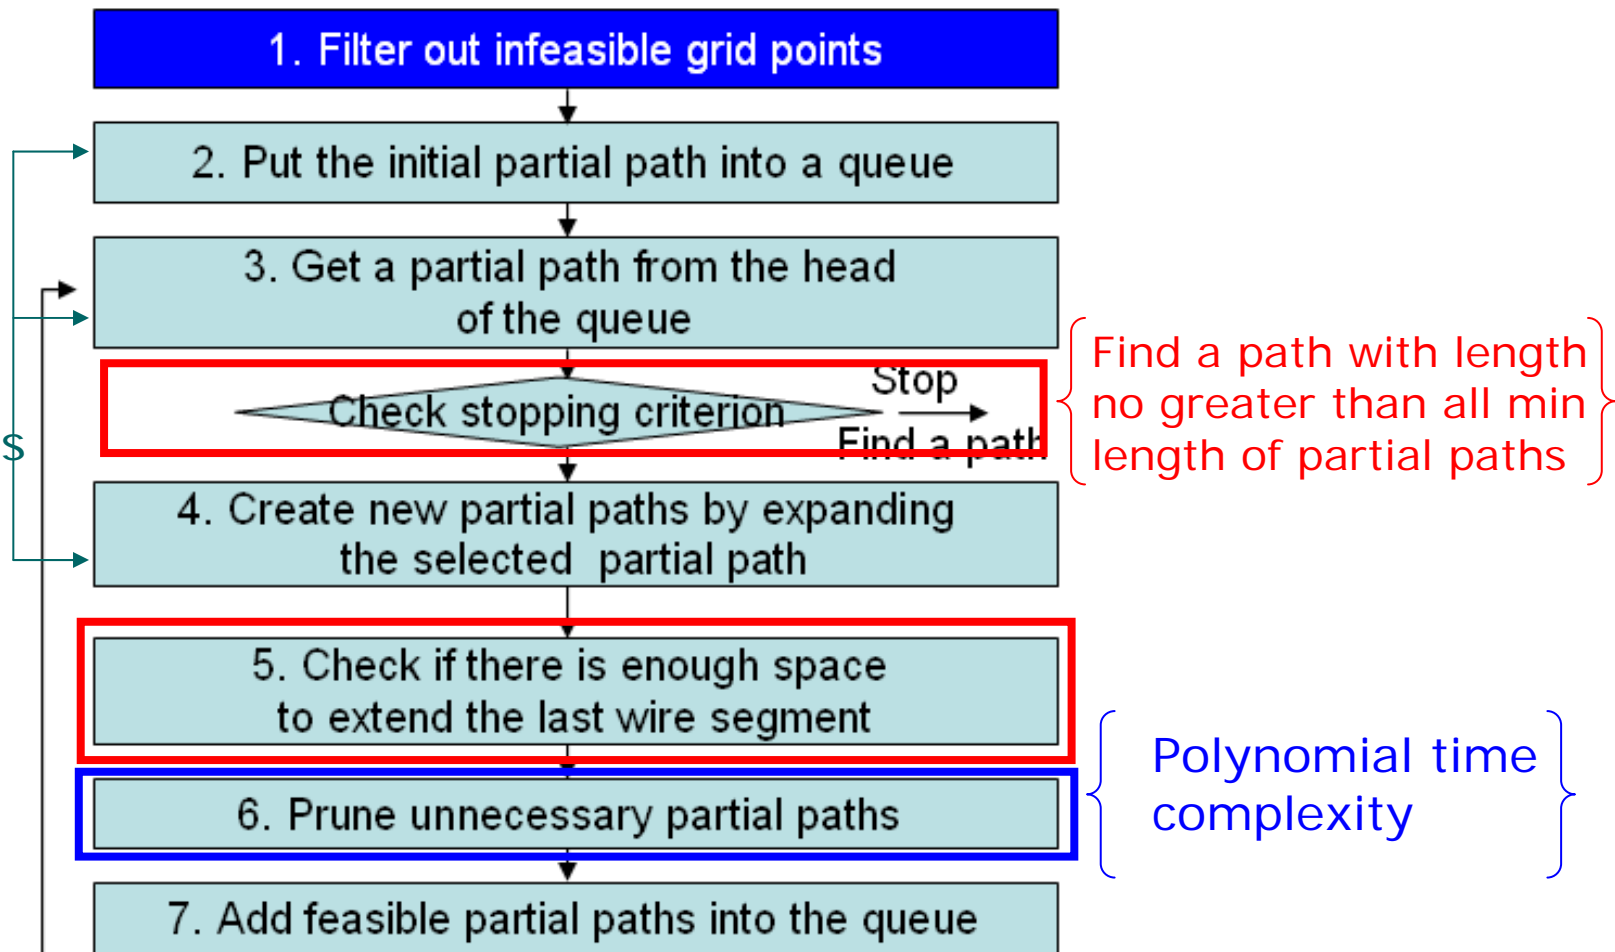 1. Filter out infeasible grid points
2. Put the initial partial path into a queue
3. Get a partial path from the head
of the queue
Check stopping criterion
Stop
Find a path
Find a path with length
no greater than all min
length of partial paths
s
4. Create new partial paths by expanding
the selected partial path
5. Check if there is enough space
to extend the last wire segment
6. Prune unnecessary partial paths
Polynomial time
complexity
7. Add feasible partial paths into the queue